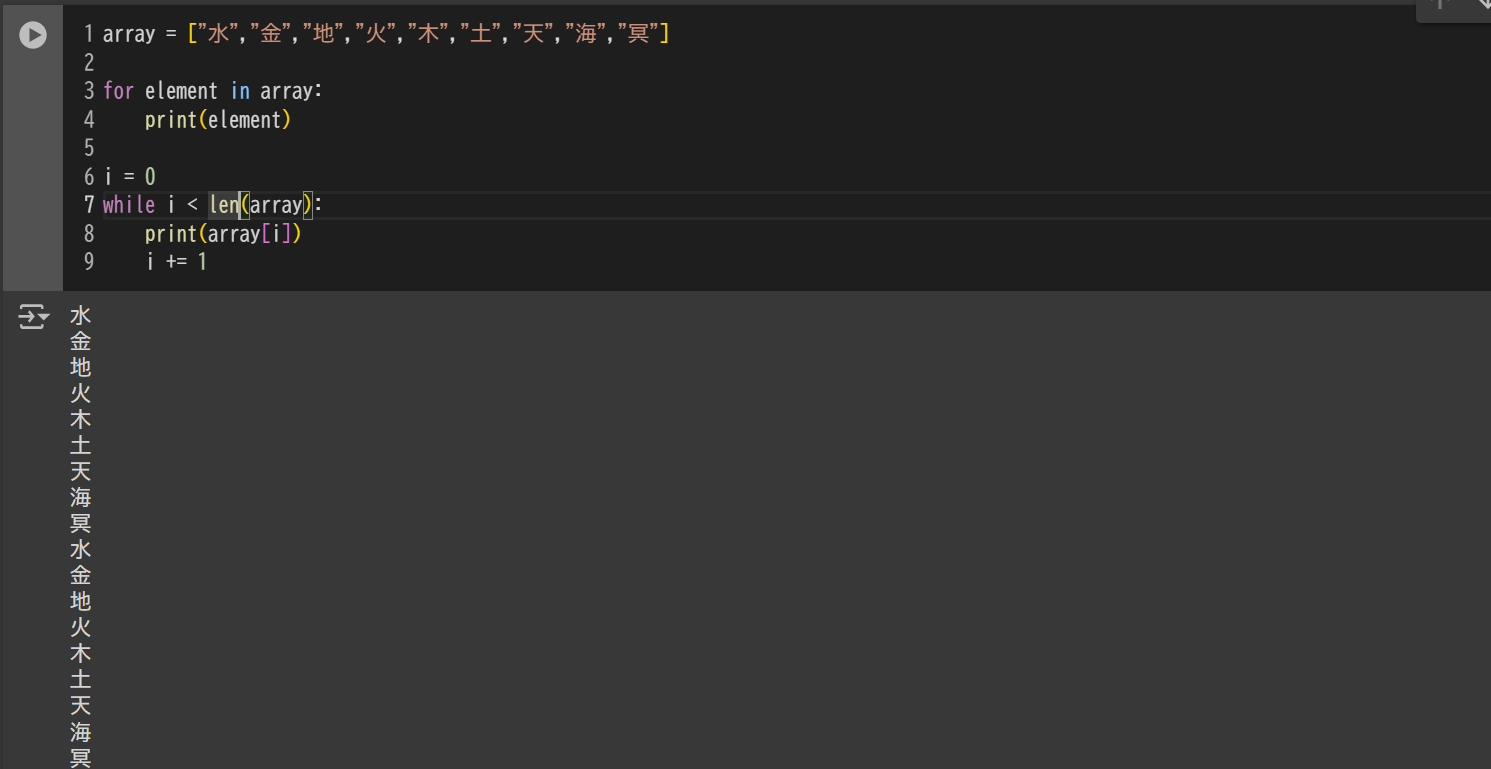 1 array = ["水","金","地","火","木","土","天","海","冥"]
2
3 for element in array:
4     print(element)
5
6 i = 0
7 while i < len(array):
8     print(array[i])
9     i += 1
水
金
地
火
木
土
天
海
冥
水
金
地
火
木
土
天
海
冥